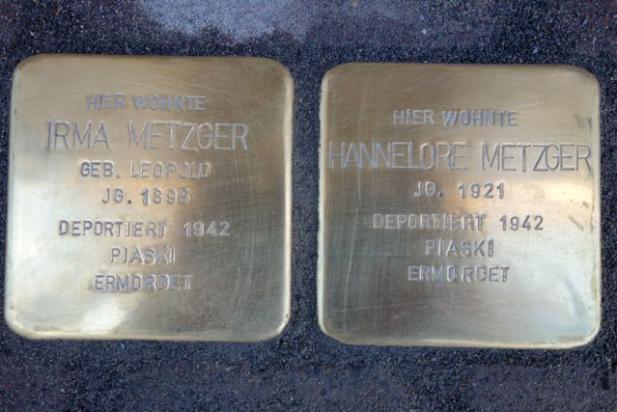 HIER WOHNTE
IRMA METZGER
GEB. LEOPOLD
JG. 1898
DEPORTIERT 1942
PIASKI
ERMORDET
HIER WOHNTE
HANNELORE METZGER
JG. 1921
DEPORTIERT 1942
PIASKI
ERMORDET